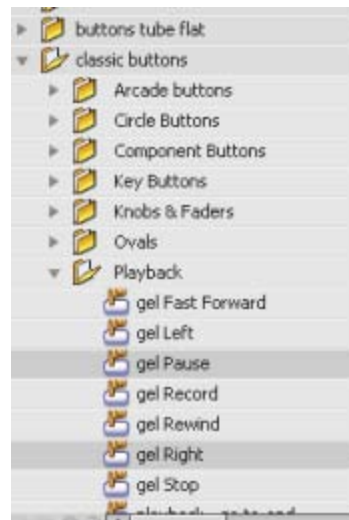 buttons tube flat
classic buttons
Arcade buttons
Circle Buttons
Component Buttons
Key Buttons
Knobs & Faders
Ovals
Playback
gel Fast Forward
gel Left
gel Pause
gel Record
gel Rewind
gel Right
gel Stop